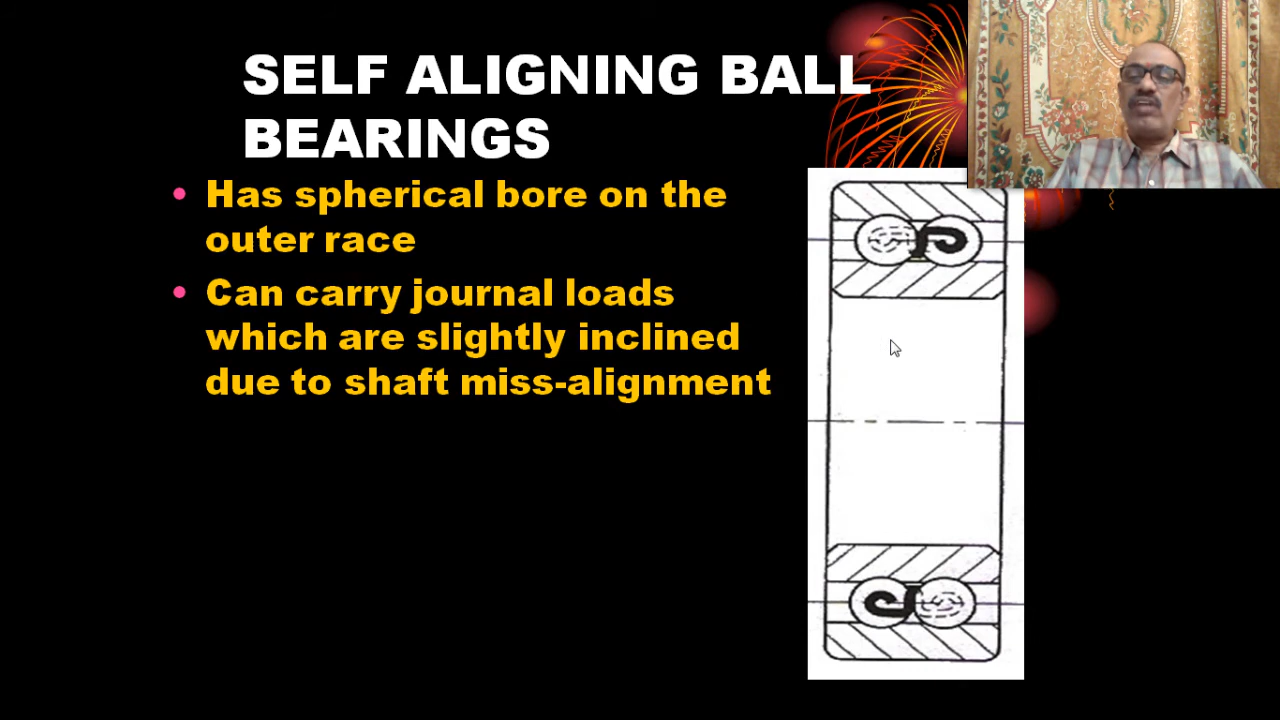 SELF ALIGNING BALL
BEARINGS
• Has spherical bore on the
outer race
• Can carry journal loads
which are slightly inclined
due to shaft miss-alignment